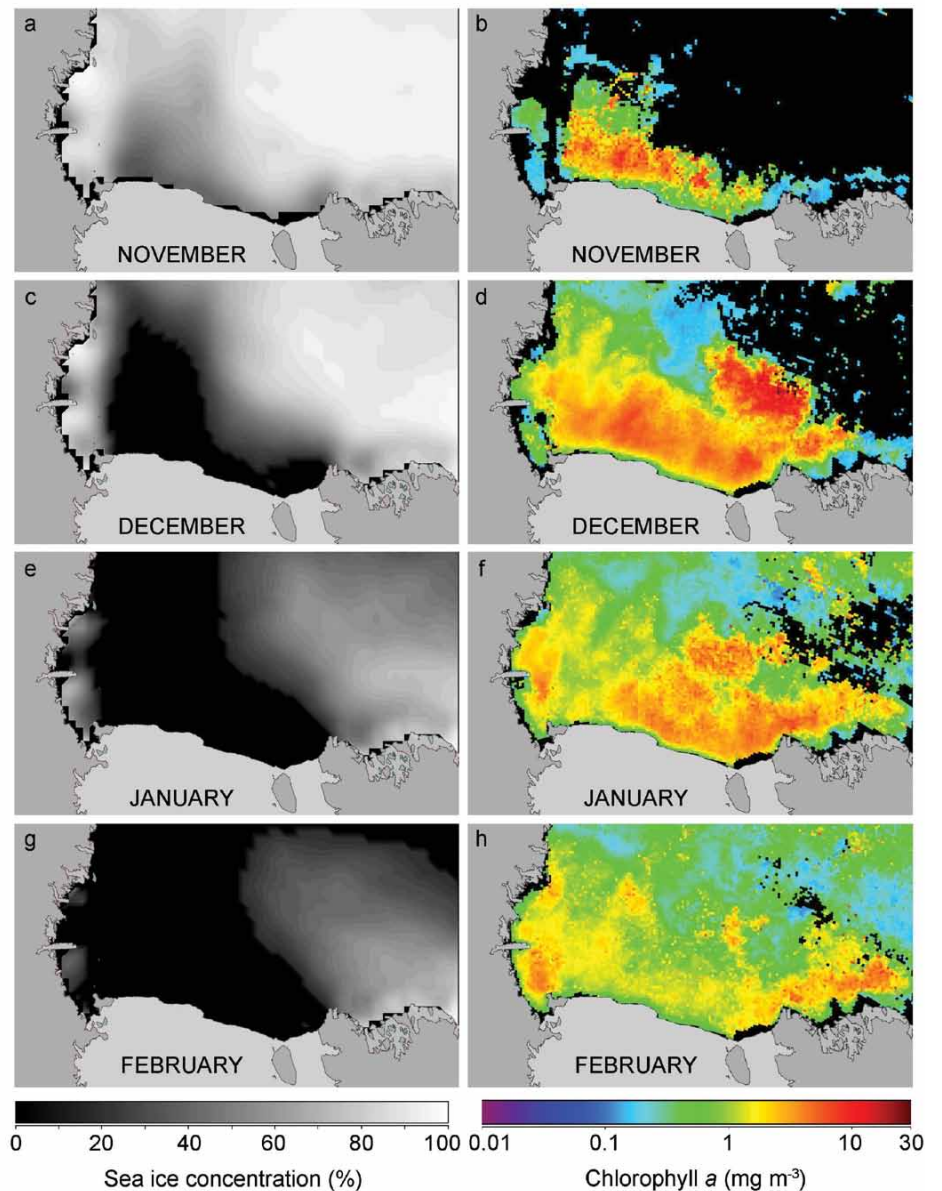 a
b
NOVEMBER
NOVEMBER
c
d
DECEMBER
DECEMBER
e
f
JANUARY
JANUARY
g
h
FEBRUARY
FEBRUARY
0 20 40 60 80 100
0.01 0.1 1 10 30
Sea ice concentration (%)
Chlorophyll a (mg m⁻³)